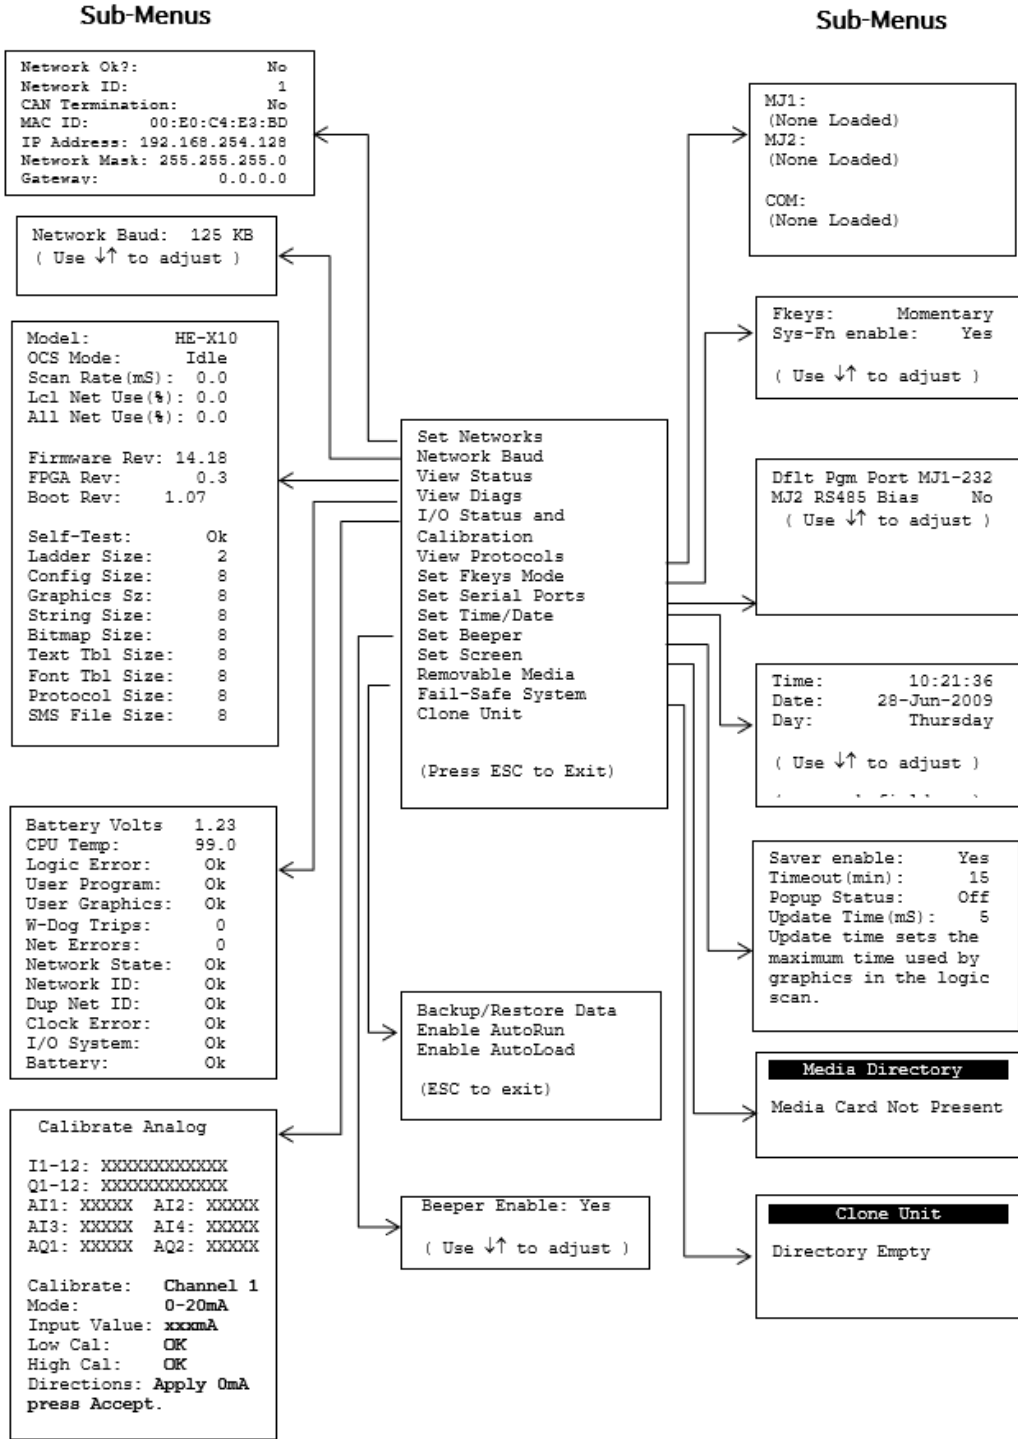 Sub-Menus
Network Ok?: No
Network ID: 1
CAN Termination: No
MAC ID: 00:E0:C4:E3:BD
IP Address: 192.168.254.128
Network Mask: 255.255.255.0
Gateway: 0.0.0.0
Network Baud: 125 KB
( Use ↓↑ to adjust )
Model: HE-X10
OCS Mode: Idle
Scan Rate(mS): 0.0
Lcl Net Use(%): 0.0
All Net Use(%): 0.0
Firmware Rev: 14.18
FPGA Rev: 0.3
Boot Rev: 1.07
Self-Test: Ok
Ladder Size: 2
Config Size: 8
Graphics Sz: 8
String Size: 8
Bitmap Size: 8
Text Tbl Size: 8
Font Tbl Size: 8
Protocol Size: 8
SMS File Size: 8
Battery Volts 1.23
CPU Temp: 99.0
Logic Error: Ok
User Program: Ok
User Graphics: Ok
W-Dog Trips: 0
Net Errors: 0
Network State: Ok
Network ID: Ok
Dup Net ID: Ok
Clock Error: Ok
I/O System: Ok
Battery: Ok
Calibrate Analog
I1-12: XXXXXXXXXXXX
Q1-12: XXXXXXXXXXXX
AI1: XXXXX AI2: XXXXX
AI3: XXXXX AI4: XXXXX
AQ1: XXXXX AQ2: XXXXX
Calibrate: Channel 1
Mode: 0-20mA
Input Value: xxxmA
Low Cal: OK
High Cal: OK
Directions: Apply 0mA
press Accept.
Set Networks
Network Baud
View Status
View Diags
I/O Status and
Calibration
View Protocols
Set Fkeys Mode
Set Serial Ports
Set Time/Date
Set Beeper
Set Screen
Removable Media
Fail-Safe System
Clone Unit
(Press ESC to Exit)
Backup/Restore Data
Enable AutoRun
Enable AutoLoad
(ESC to exit)
Beeper Enable: Yes
( Use ↓↑ to adjust )
Sub-Menus
MJ1:
(None Loaded)
MJ2:
(None Loaded)
COM:
(None Loaded)
Fkeys: Momentary
Sys-Fn enable: Yes
( Use ↓↑ to adjust )
Dflt Pgm Port MJ1-232
MJ2 RS485 Bias No
( Use ↓↑ to adjust )
Time: 10:21:36
Date: 28-Jun-2009
Day: Thursday
( Use ↓↑ to adjust )
Saver enable: Yes
Timeout(min): 15
Popup Status: Off
Update Time(mS): 5
Update time sets the
maximum time used by
graphics in the logic
scan.
Media Directory
Media Card Not Present
Clone Unit
Directory Empty